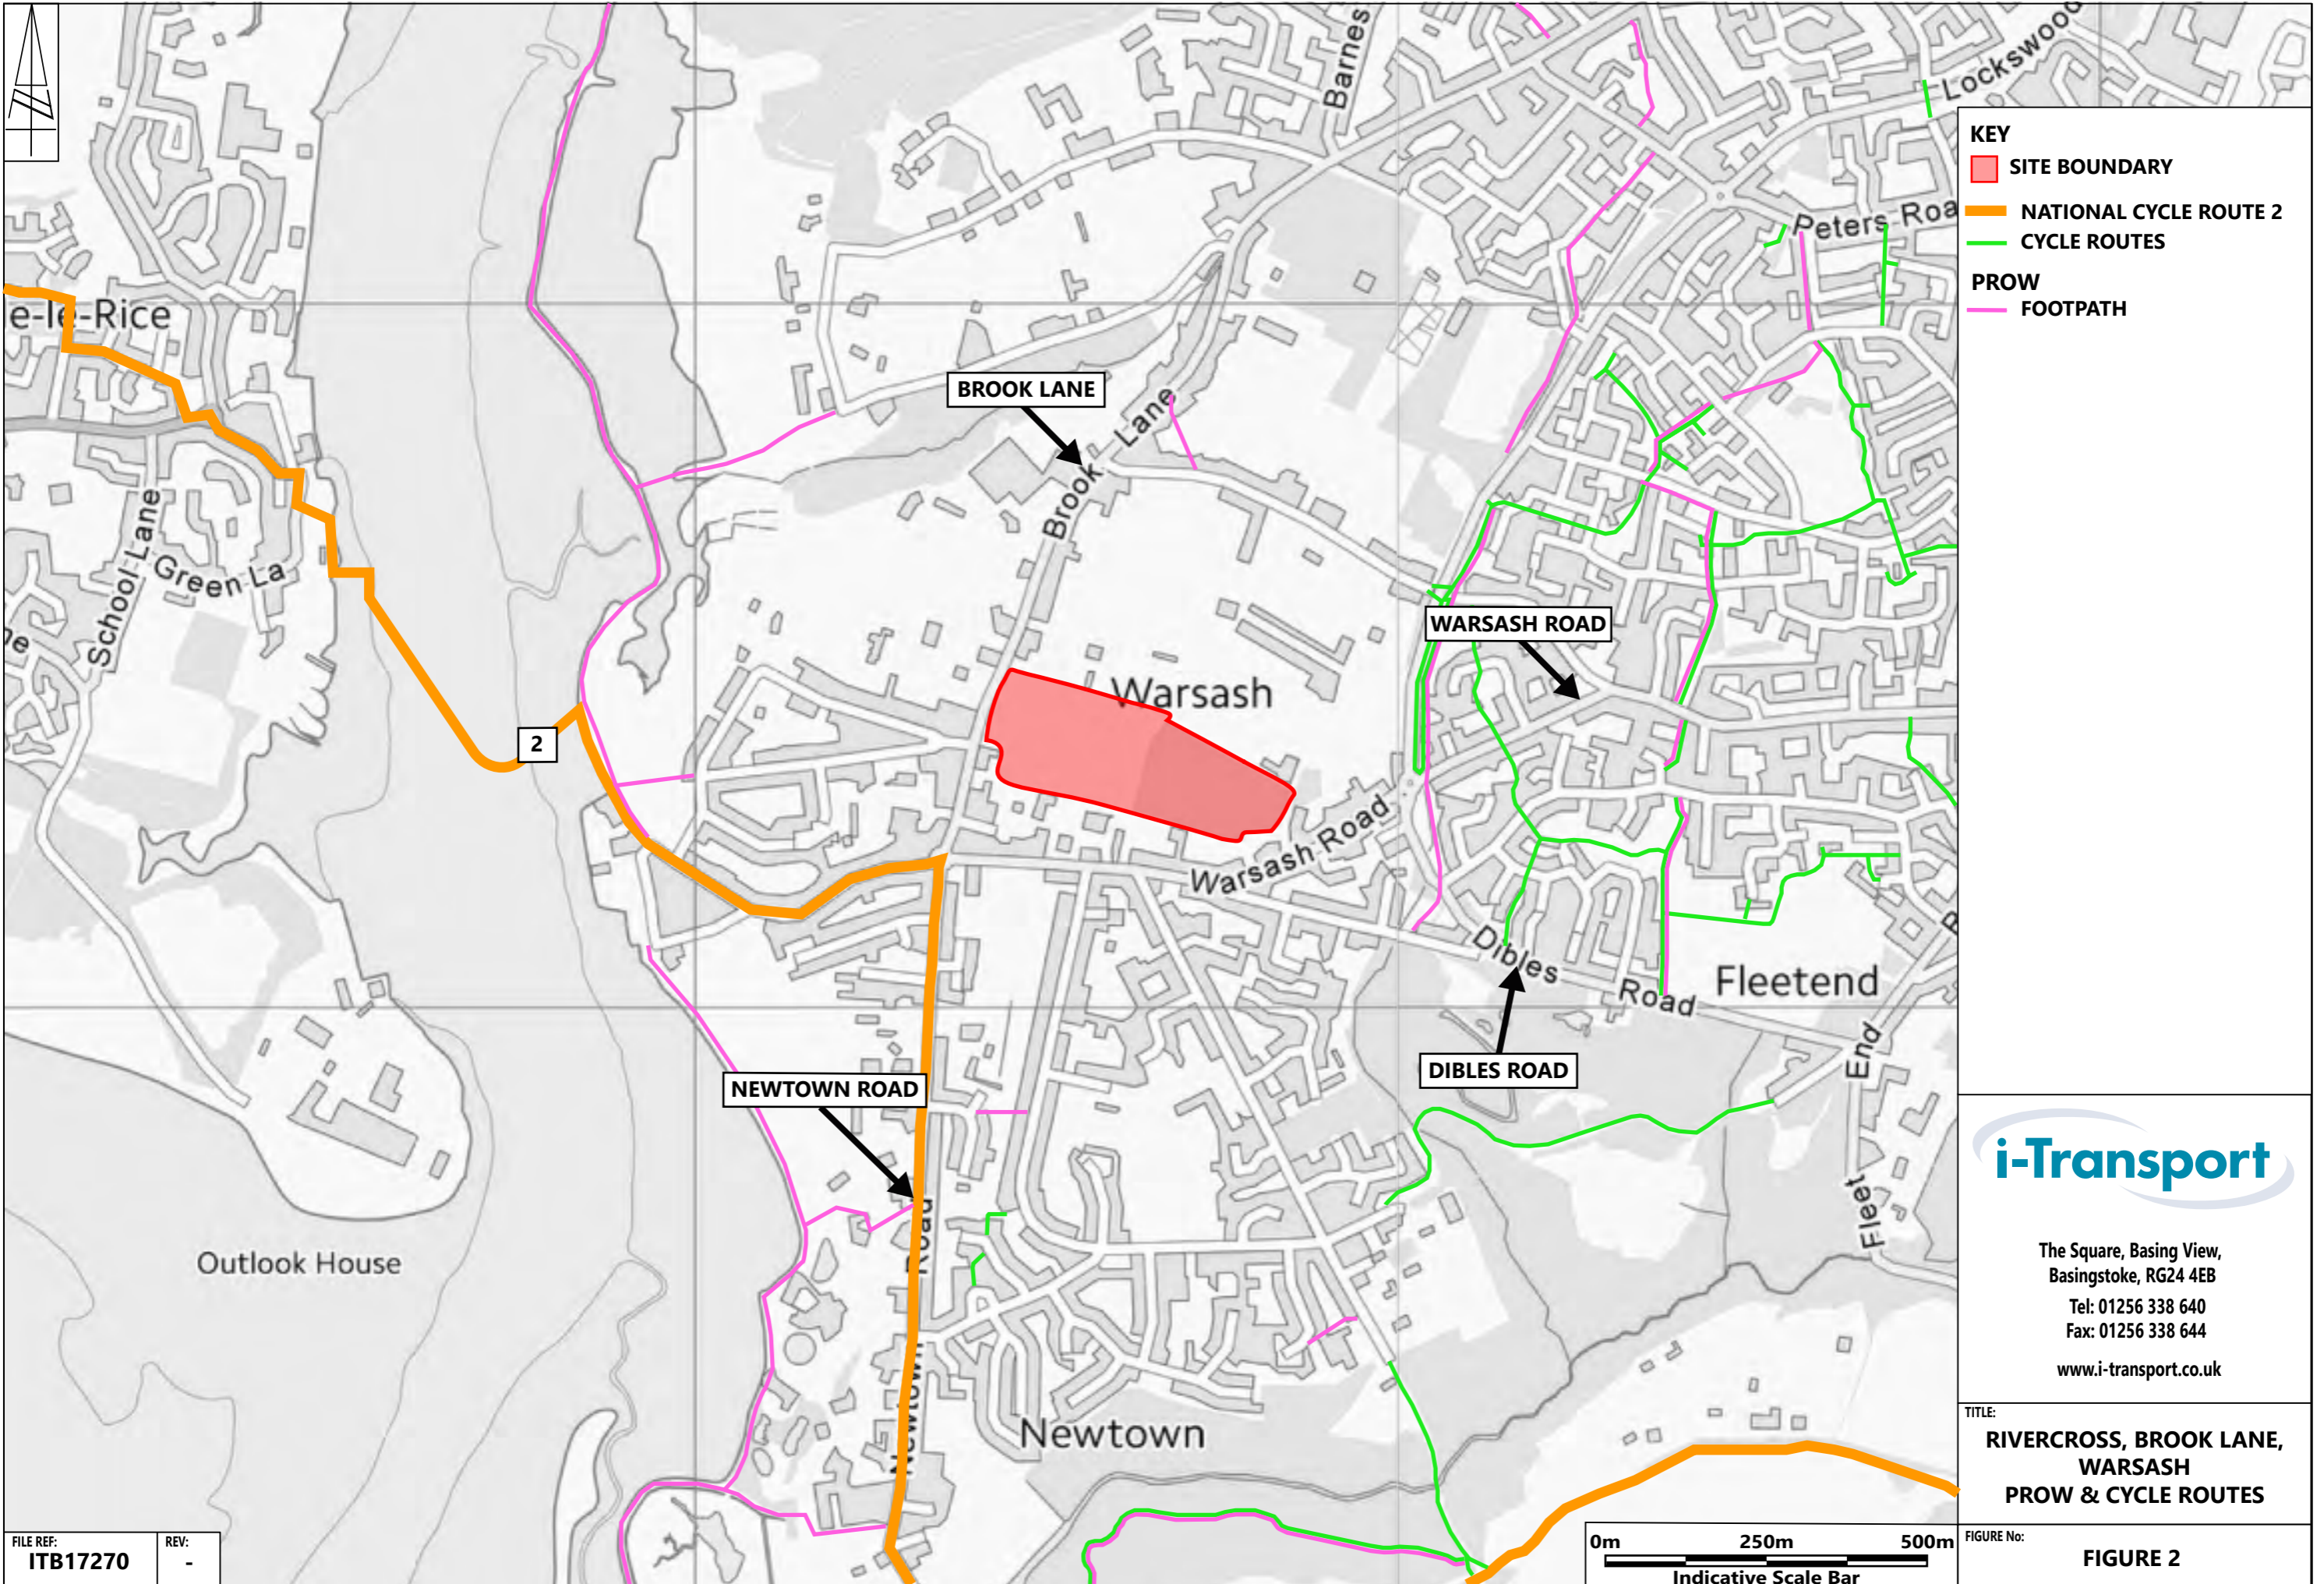 Barnes
Lockswood
KEY
SITE BOUNDARY
NATIONAL CYCLE ROUTE 2
CYCLE ROUTES
PROW
FOOTPATH
Peters Roa
e-le-Rice
BROOK LANE
Brook Lane
School Lane
Green La
ne
WARSASH ROAD
Warsash
2
Warsash Road
Dibles Road
Fleetend
DIBLES ROAD
NEWTOWN ROAD
End
Fleet
Outlook House
Newtown Road
Newtown
i-Transport
The Square, Basing View,
Basingstoke, RG24 4EB
Tel: 01256 338 640
Fax: 01256 338 644
www.i-transport.co.uk
TITLE:
RIVERCROSS, BROOK LANE,
WARSASH
PROW & CYCLE ROUTES
FILE REF:
ITB17270
REV:
-
0m 250m 500m
Indicative Scale Bar
FIGURE No:
FIGURE 2